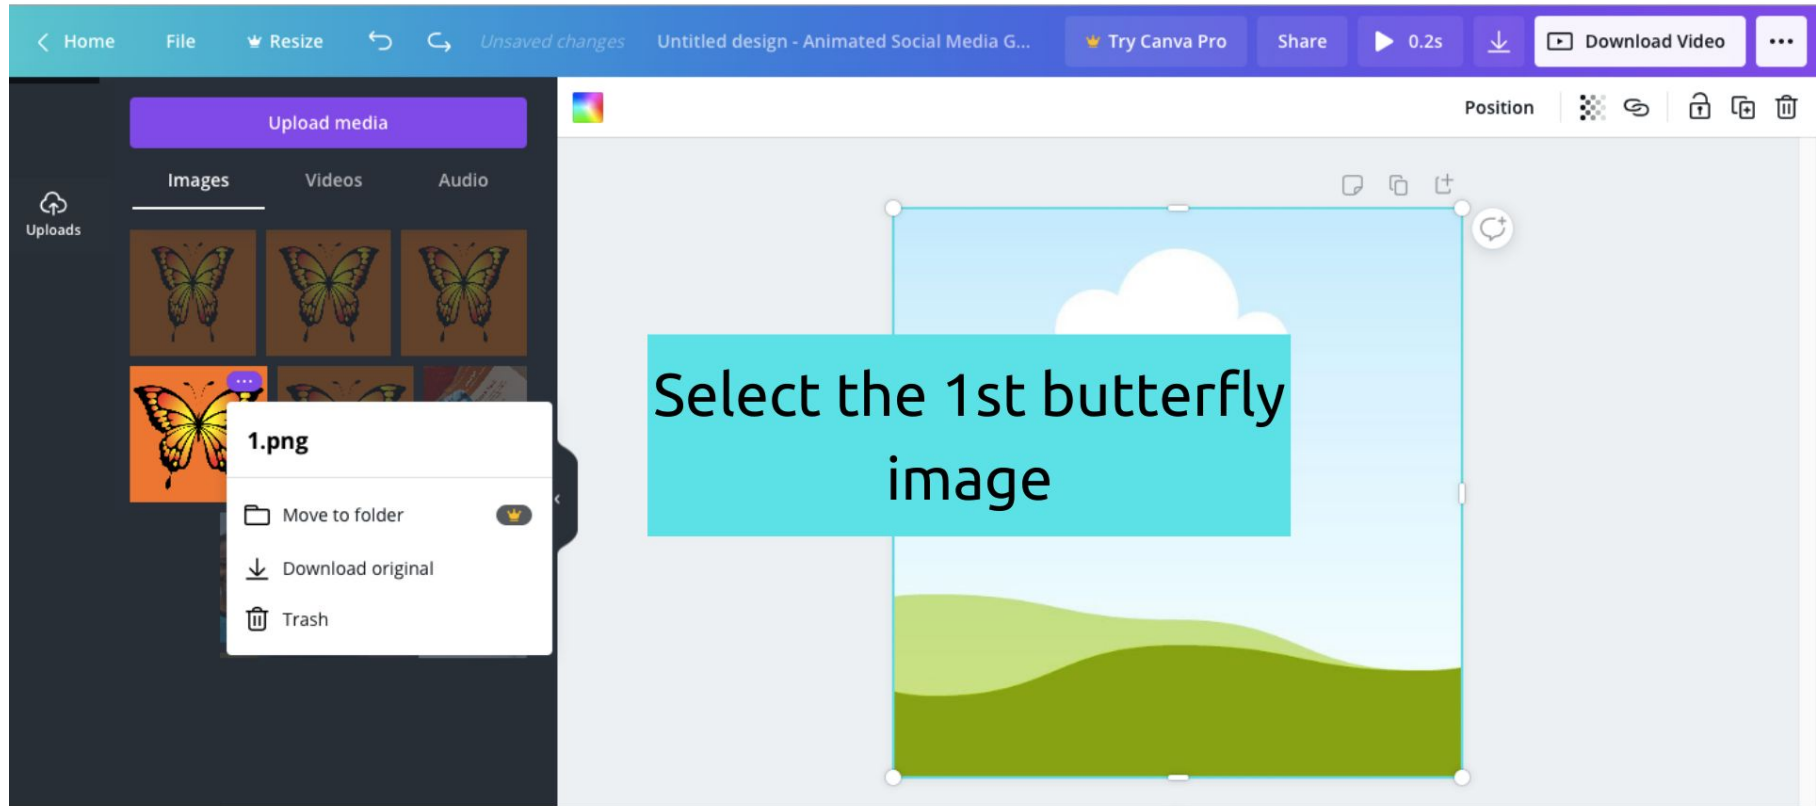 Home File Resize Unsaved changes Untitled design - Animated Social Media G... Try Canva Pro Share 0.2s Download Video
Upload media
Position
Images Videos Audio
Uploads
1.png
Move to folder
Download original
Trash
Select the 1st butterfly
image